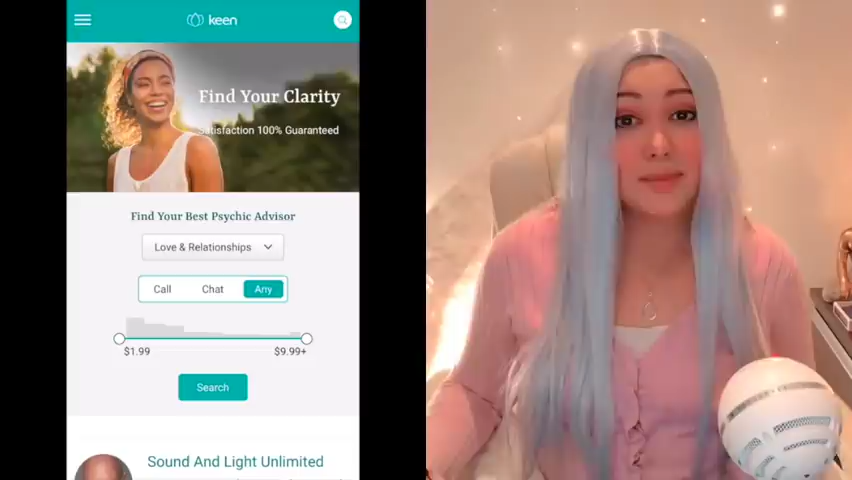 keen
Find Your Clarity
Satisfaction 100% Guaranteed
Find Your Best Psychic Advisor
Love & Relationships
Call Chat Any
$1.99 $9.99+
Search
Sound And Light Unlimited